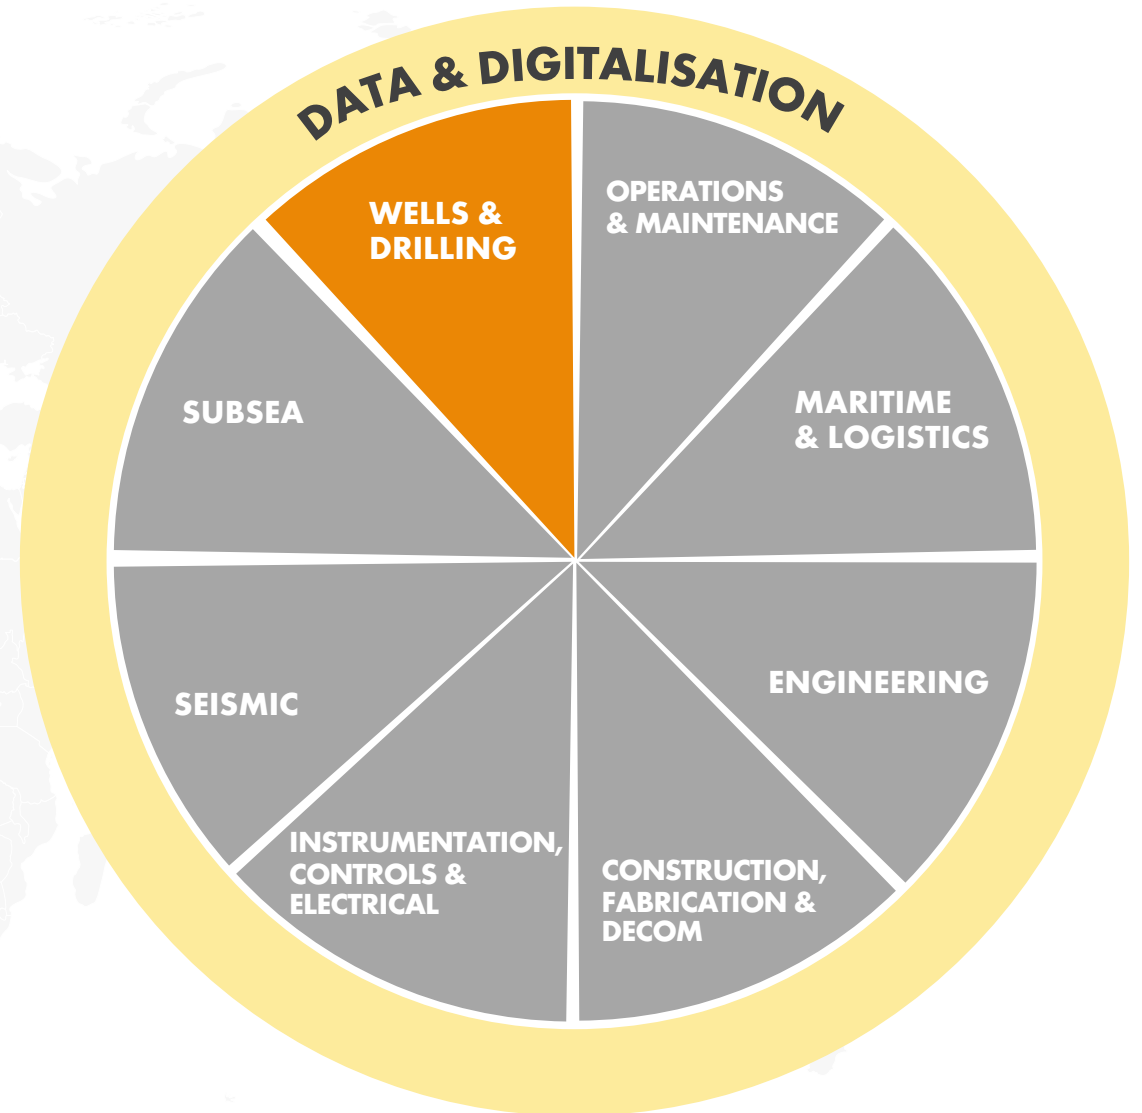 DATA & DIGITALISATION
WELLS &
DRILLING
OPERATIONS
& MAINTENANCE
MARITIME
& LOGISTICS
ENGINEERING
CONSTRUCTION,
FABRICATION &
DECOM
INSTRUMENTATION,
CONTROLS &
ELECTRICAL
SEISMIC
SUBSEA